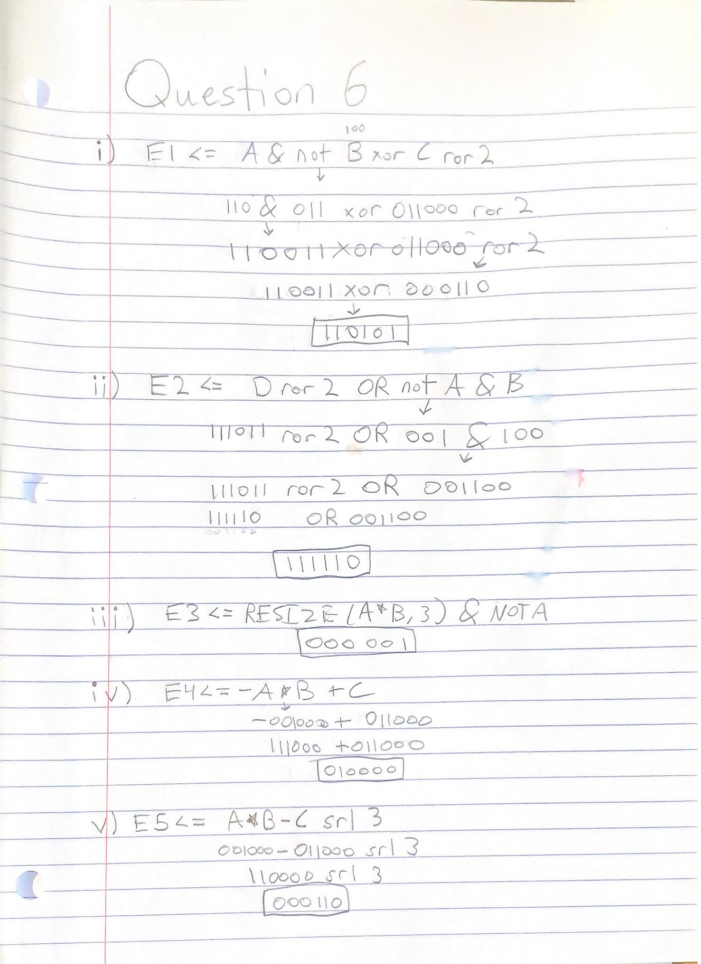 Question 6
100
i) E1 <= A & not B xor C ror 2
↓
110 & 011 xor 011000 ror 2
↓
110011 xor 011000 ror 2
↙
110011 xor 000110
↓
110101
ii) E2 <= D ror 2 OR not A & B
↓
111011 ror 2 OR 001 & 100
↓
111011 ror 2 OR 001100
111110 OR 001100
001100
111110
iii) E3 <= RESIZE (A*B, 3) & NOT A
000 001
iv) E4 <= -A*B + C
↓
-001000 + 011000
111000 + 011000
010000
v) E5 <= A*B-C srl 3
001000 - 011000 srl 3
110000 srl 3
000110